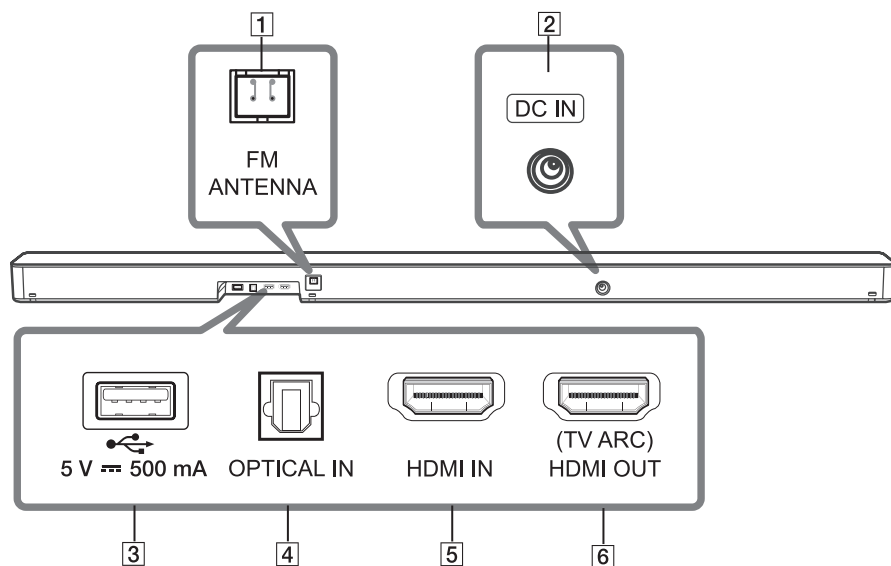 1
2
FM
ANTENNA
DC IN
5 V ⎓ 500 mA
OPTICAL IN
HDMI IN
(TV ARC)
HDMI OUT
3
4
5
6